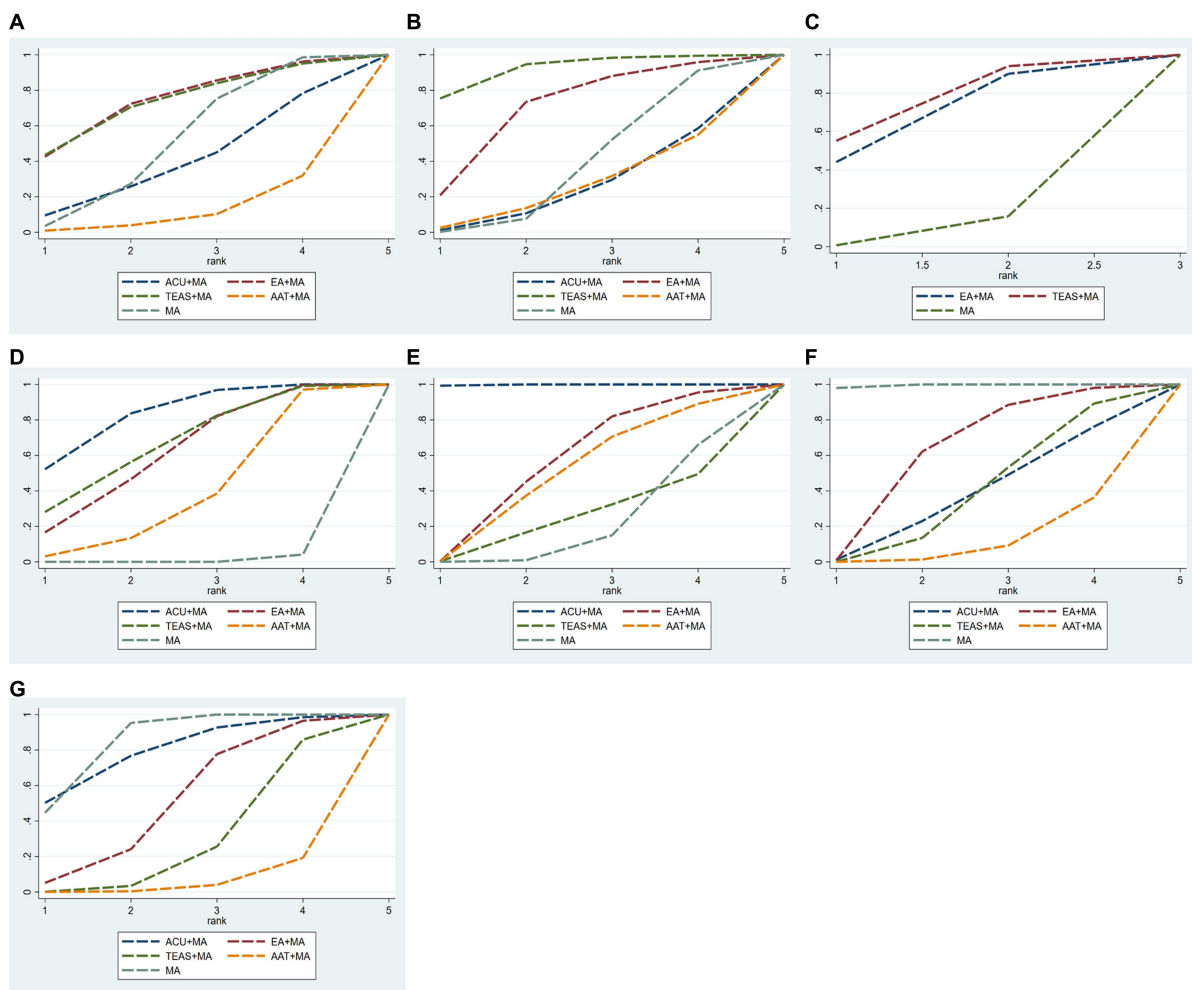 A
1
.8
.6
.4
.2
0
1 2 3 4 5
rank
ACU+MA EA+MA
TEAS+MA AAT+MA
MA
B
1
.8
.6
.4
.2
0
1 2 3 4 5
rank
ACU+MA EA+MA
TEAS+MA AAT+MA
MA
C
1
.8
.6
.4
.2
0
1 1.5 2 2.5 3
rank
EA+MA TEAS+MA
MA
D
1
.8
.6
.4
.2
0
1 2 3 4 5
rank
ACU+MA EA+MA
TEAS+MA AAT+MA
MA
E
1
.8
.6
.4
.2
0
1 2 3 4 5
rank
ACU+MA EA+MA
TEAS+MA AAT+MA
MA
F
1
.8
.6
.4
.2
0
1 2 3 4 5
rank
ACU+MA EA+MA
TEAS+MA AAT+MA
MA
G
1
.8
.6
.4
.2
0
1 2 3 4 5
rank
ACU+MA EA+MA
TEAS+MA AAT+MA
MA